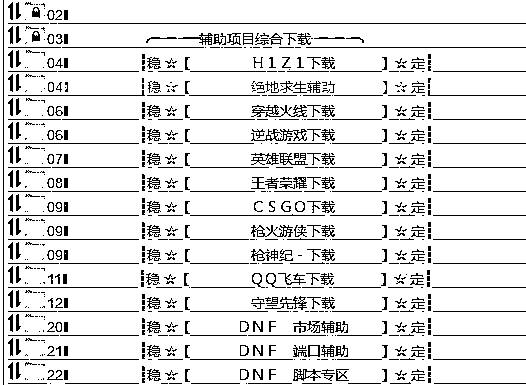 02
03 辅助项目综合下载
04 稳☆【 H1Z1下载 】☆定
04 稳☆【 绝地求生辅助 】☆定
06 稳☆【 穿越火线下载 】☆定
06 稳☆【 逆战游戏下载 】☆定
07 稳☆【 英雄联盟下载 】☆定
08 稳☆【 王者荣耀下载 】☆定
09 稳☆【 CSGO下载 】☆定
09 稳☆【 枪火游侠下载 】☆定
09 稳☆【 枪神纪-下载 】☆定
11 稳☆【 QQ飞车下载 】☆定
12 稳☆【 守望先锋下载 】☆定
20 稳☆【 DNF 市场辅助 】☆定
21 稳☆【 DNF 端口辅助 】☆定
22 稳☆【 DNF 脚本专区 】☆定